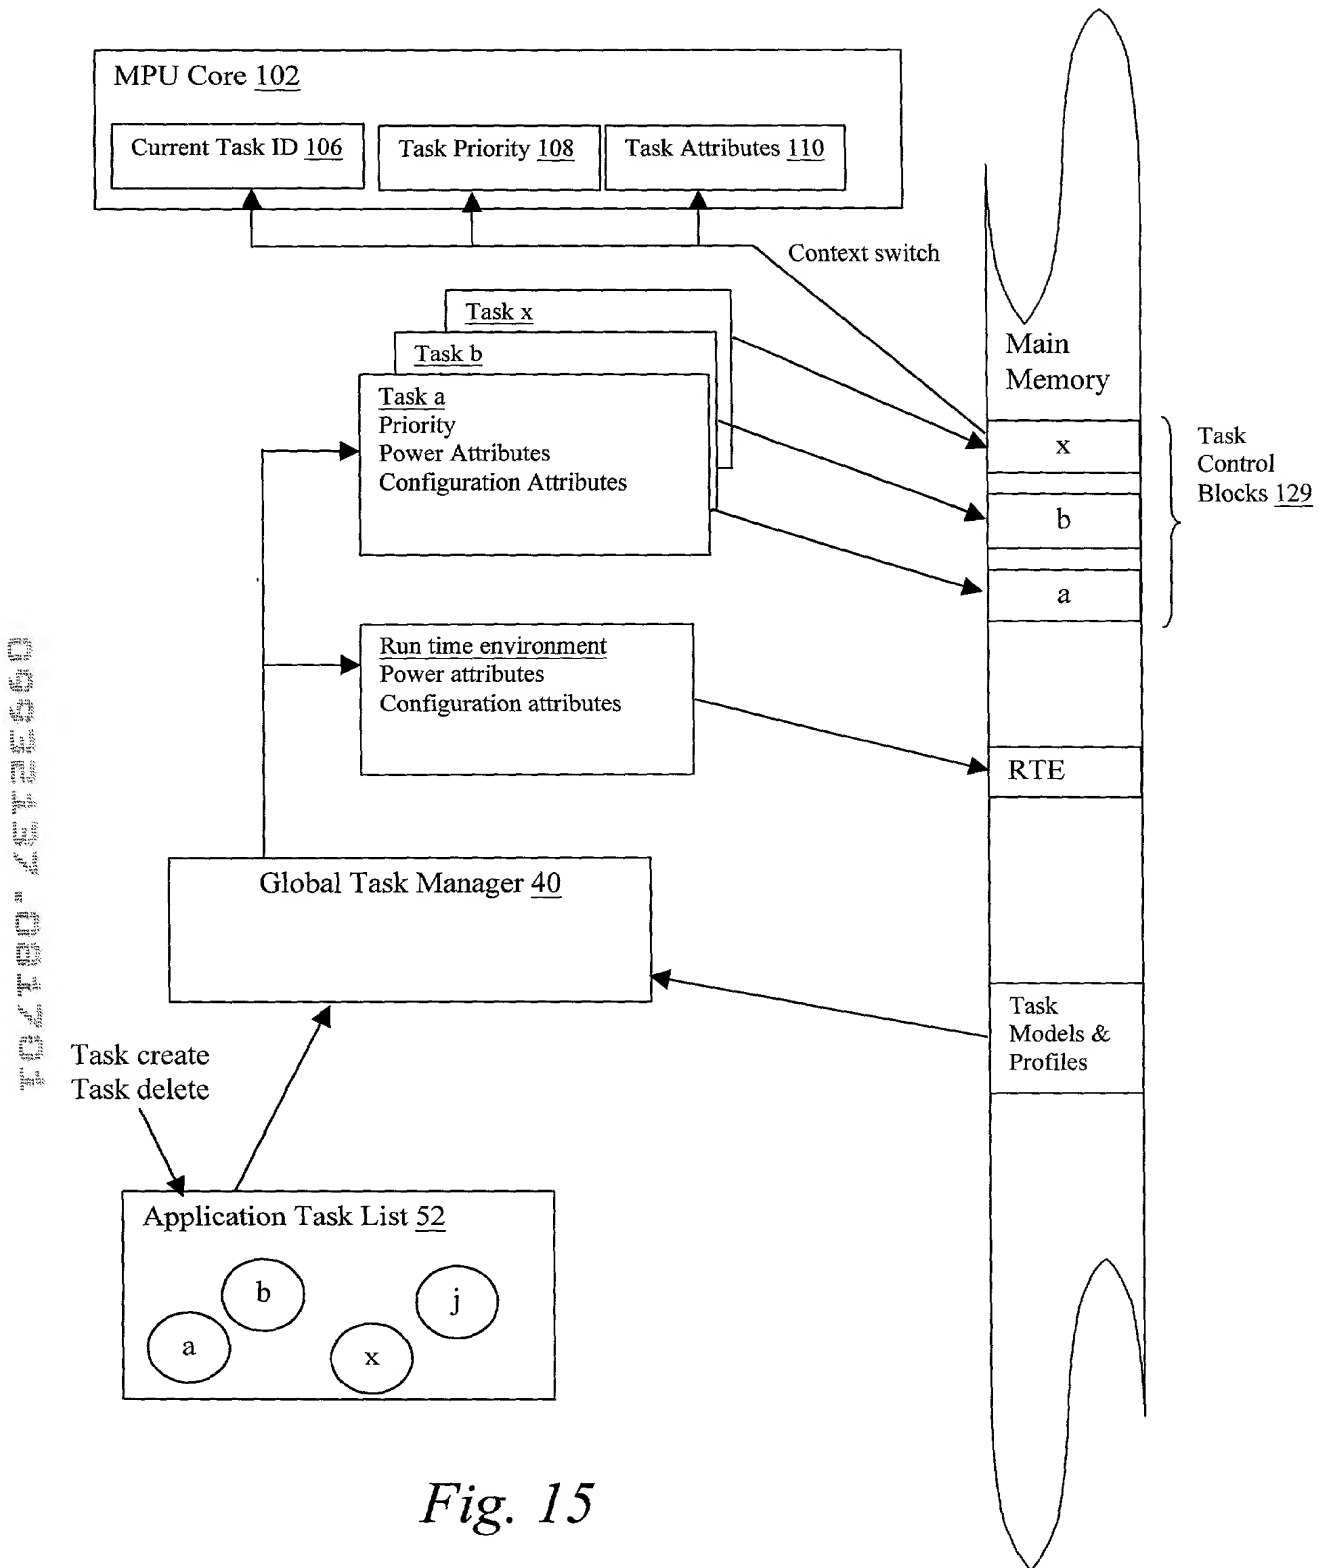 MPU Core 102
Current Task ID 106
Task Priority 108
Task Attributes 110
Context switch
Task x
Task b
Task a
Priority
Power Attributes
Configuration Attributes
Main
Memory
x
b
a
Task
Control
Blocks 129
Run time environment
Power attributes
Configuration attributes
RTE
Global Task Manager 40
Task
Models &
Profiles
Task create
Task delete
Application Task List 52
b
j
a
x
Fig. 15
09932137.081701